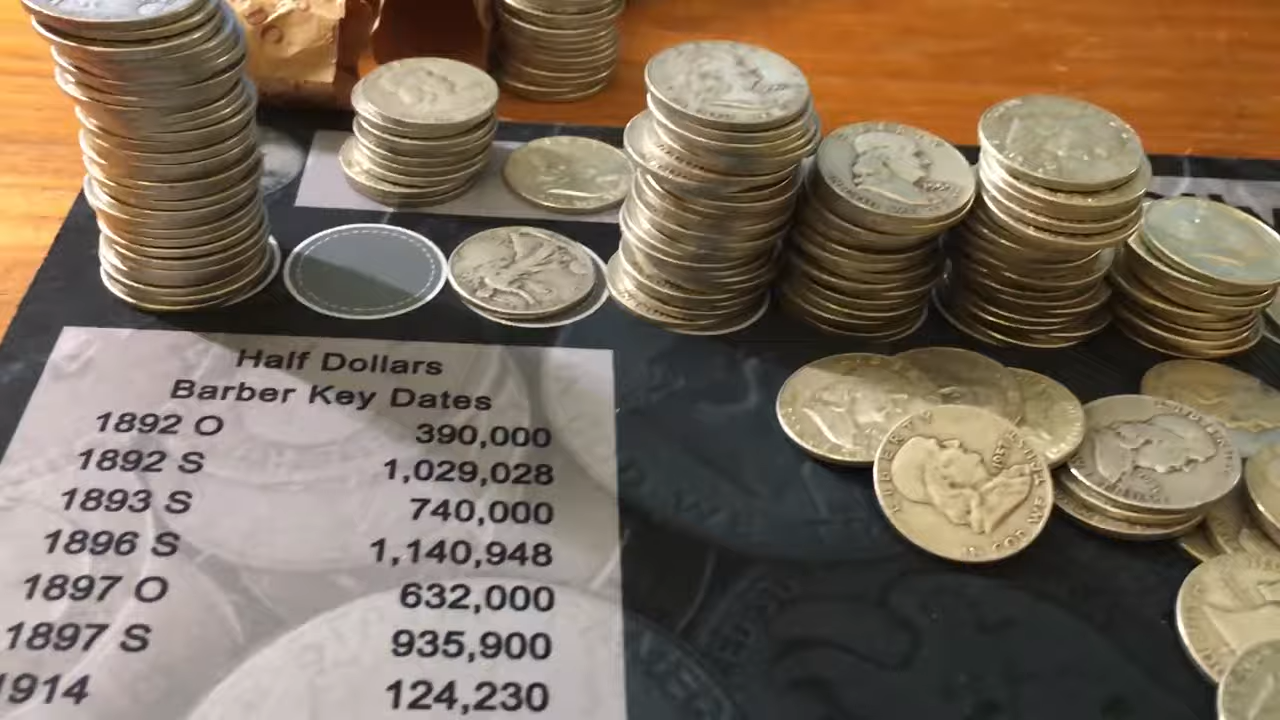 Half Dollars
Barber Key Dates
1892 O 390,000
1892 S 1,029,028
1893 S 740,000
1896 S 1,140,948
1897 O 632,000
1897 S 935,900
1914 124,230
LIBERTY